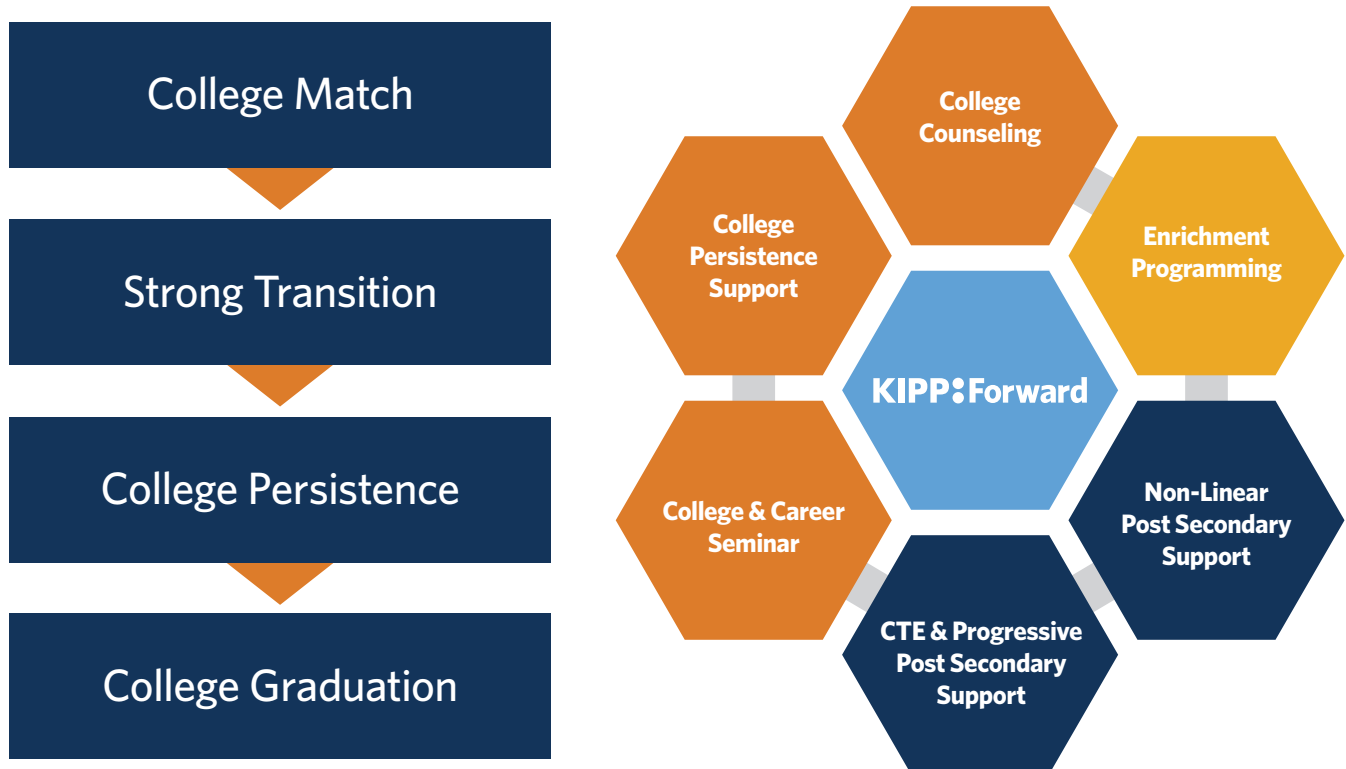 College Match
Strong Transition
College Persistence
College Graduation
College
Counseling
College
Persistence
Support
Enrichment
Programming
KIPP:Forward
College & Career
Seminar
Non-Linear
Post Secondary
Support
CTE & Progressive
Post Secondary
Support